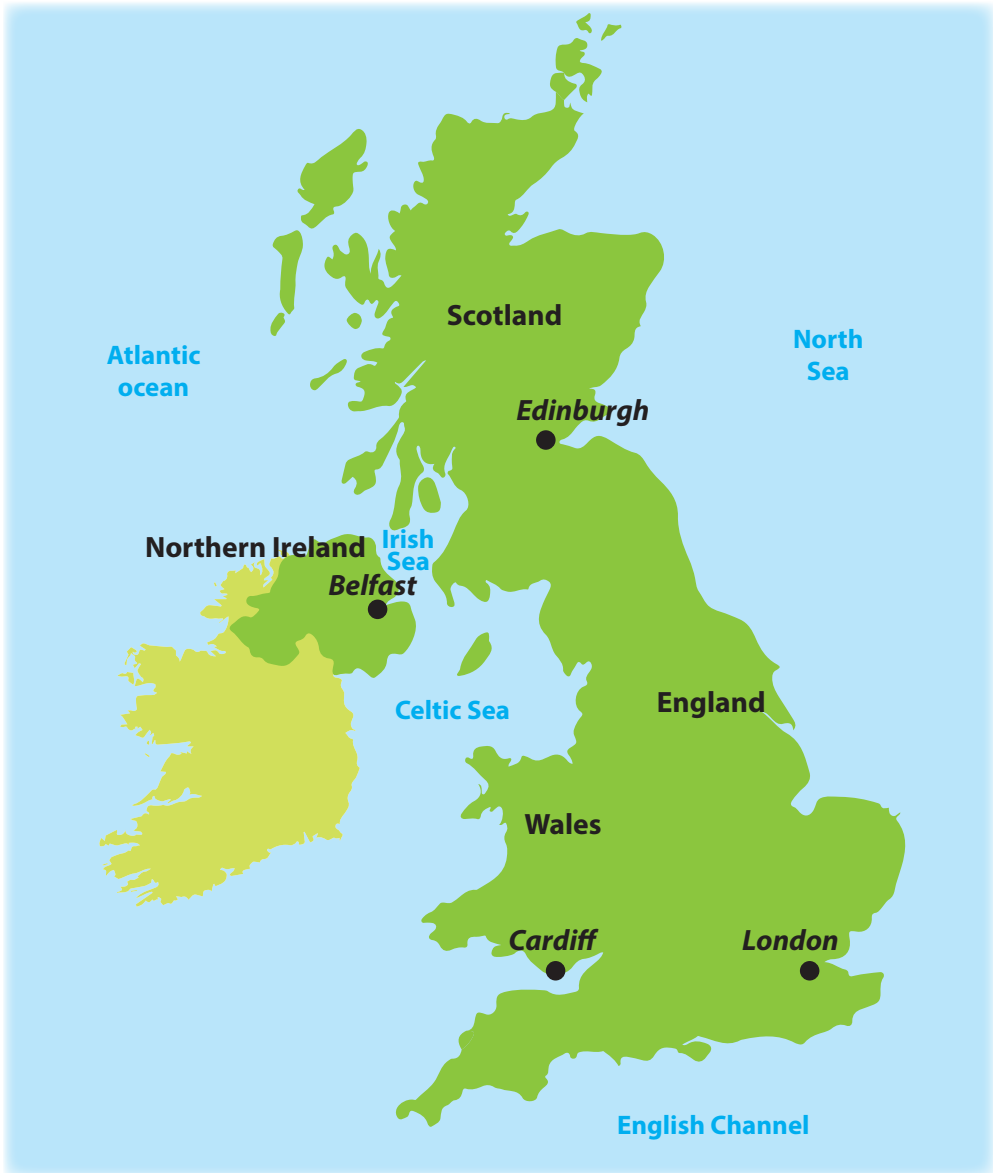 Scotland
North
Sea
Atlantic
ocean
Edinburgh
Northern Ireland
Irish
Sea
Belfast
England
Celtic Sea
Wales
Cardiff
London
English Channel